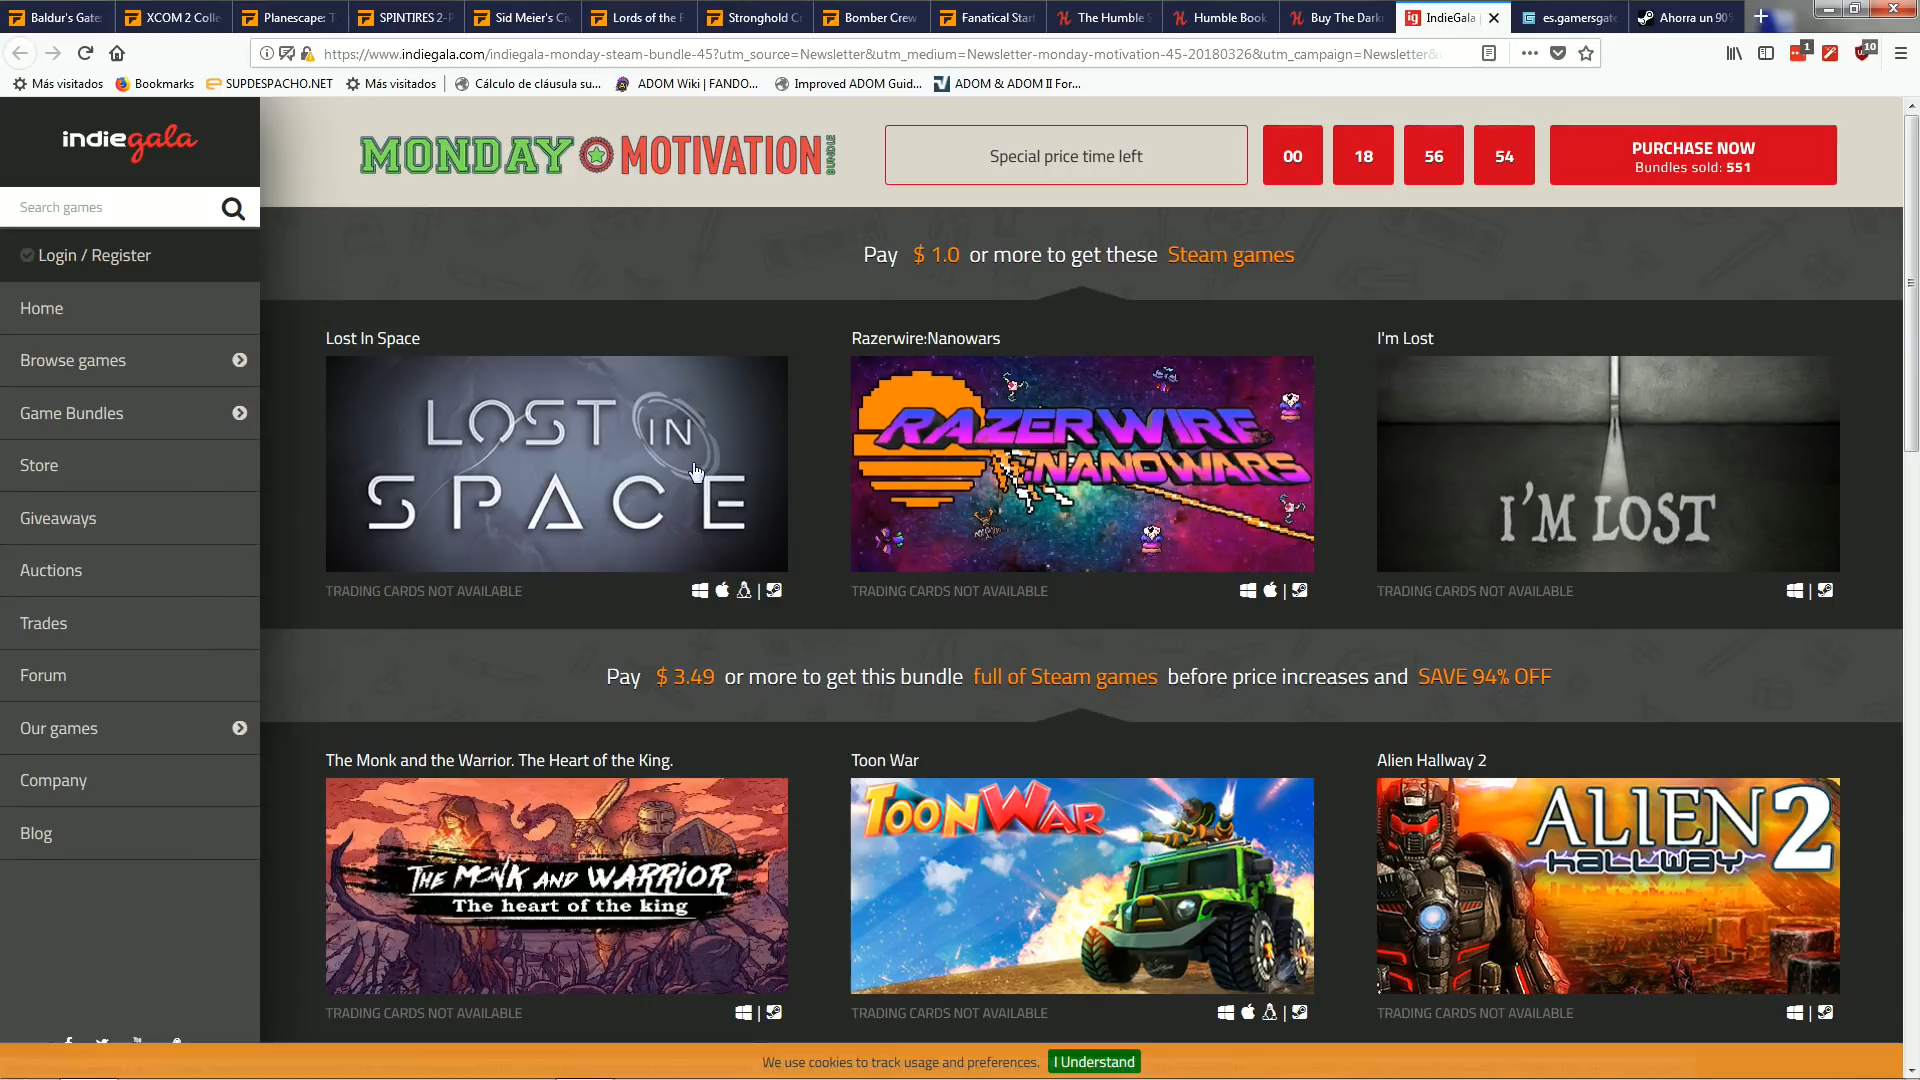 Baldur's Gate: XCOM 2 Colle Planescape: T SPINTIRES 2-P Sid Meier's Ci Lords of the R Stronghold C Bomber Crew Fanatical Start The Humble S Humble Book Buy The Dark IndieGala es.gamersgate Ahorra un 90
https://www.indiegala.com/indiegala-monday-steam-bundle-45?utm_source=Newsletter&utm_medium=Newsletter-monday-motivation-45-20180326&utm_campaign=Newsletter&u 1 10
Más visitados Bookmarks SUPDESPACHO.NET Más visitados Cálculo de cláusula su... ADOM Wiki | FANDO... Improved ADOM Guid... ADOM & ADOM II For...
indiegala
MONDAY MOTIVATION BUNDLE
Special price time left
00 18 56 54
PURCHASE NOW
Bundles sold: 551
Search games
Login / Register
Home
Browse games
Game Bundles
Store
Giveaways
Auctions
Trades
Forum
Our games
Company
Blog
Pay $ 1.0 or more to get these Steam games
Lost In Space
LOST IN
SPACE
TRADING CARDS NOT AVAILABLE |
Razerwire:Nanowars
RAZERWIRE
:NANOWARS
TRADING CARDS NOT AVAILABLE |
I'm Lost
I'M LOST
TRADING CARDS NOT AVAILABLE |
Pay $ 3.49 or more to get this bundle full of Steam games before price increases and SAVE 94% OFF
The Monk and the Warrior. The Heart of the King.
THE MONK AND WARRIOR
The heart of the king
TRADING CARDS NOT AVAILABLE |
Toon War
TOON WAR
TRADING CARDS NOT AVAILABLE |
Alien Hallway 2
ALIEN 2
HALLWAY
TRADING CARDS NOT AVAILABLE |
We use cookies to track usage and preferences. I Understand